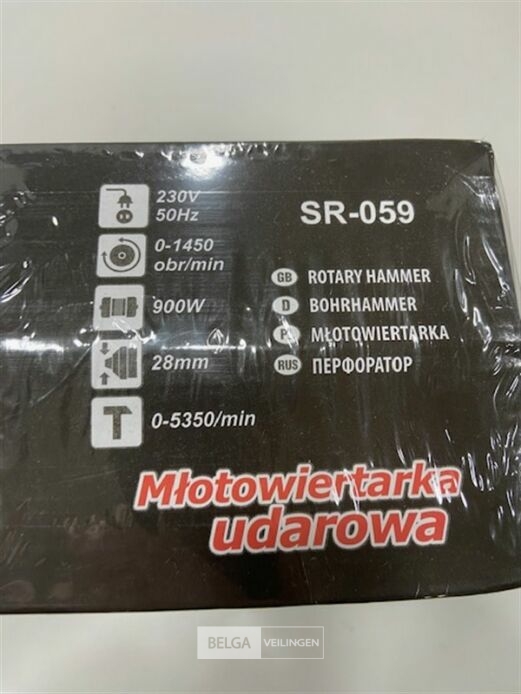 230V
50Hz
SR-059
0-1450
obr/min
900W
28mm
0-5350/min
GB ROTARY HAMMER
D BOHRHAMMER
P MŁOTOWIERTARKA
RUS ПЕРФОРАТОР
Młotowiertarka
udarowa
BELGA VEILINGEN